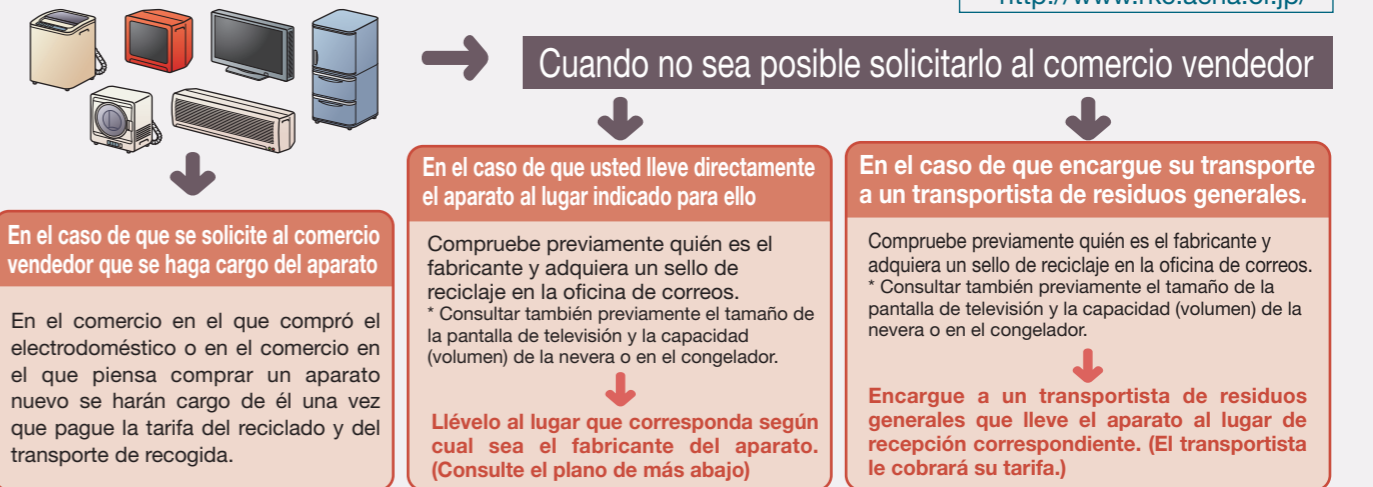 http://www.rkc.aeha.or.jp/
Cuando no sea posible solicitarlo al comercio vendedor
En el caso de que se solicite al comercio
vendedor que se haga cargo del aparato
En el comercio en el que compró el
electrodoméstico o en el comercio en
el que piensa comprar un aparato
nuevo se harán cargo de él una vez
que pague la tarifa del reciclado y del
transporte de recogida.
En el caso de que usted lleve directamente
el aparato al lugar indicado para ello
Compruebe previamente quién es el
fabricante y adquiera un sello de
reciclaje en la oficina de correos.
* Consultar también previamente el tamaño de
la pantalla de televisión y la capacidad
(volumen) de la nevera o en el congelador.
Llévelo al lugar que corresponda según
cual sea el fabricante del aparato.
(Consulte el plano de más abajo)
En el caso de que encargue su transporte
a un transportista de residuos generales.
Compruebe previamente quién es el fabricante y
adquiera un sello de reciclaje en la oficina de correos.
* Consultar también previamente el tamaño de la
pantalla de televisión y la capacidad (volumen) de la
nevera o en el congelador.
Encargue a un transportista de residuos
generales que lleve el aparato al lugar de
recepción correspondiente. (El transportista
le cobrará su tarifa.)